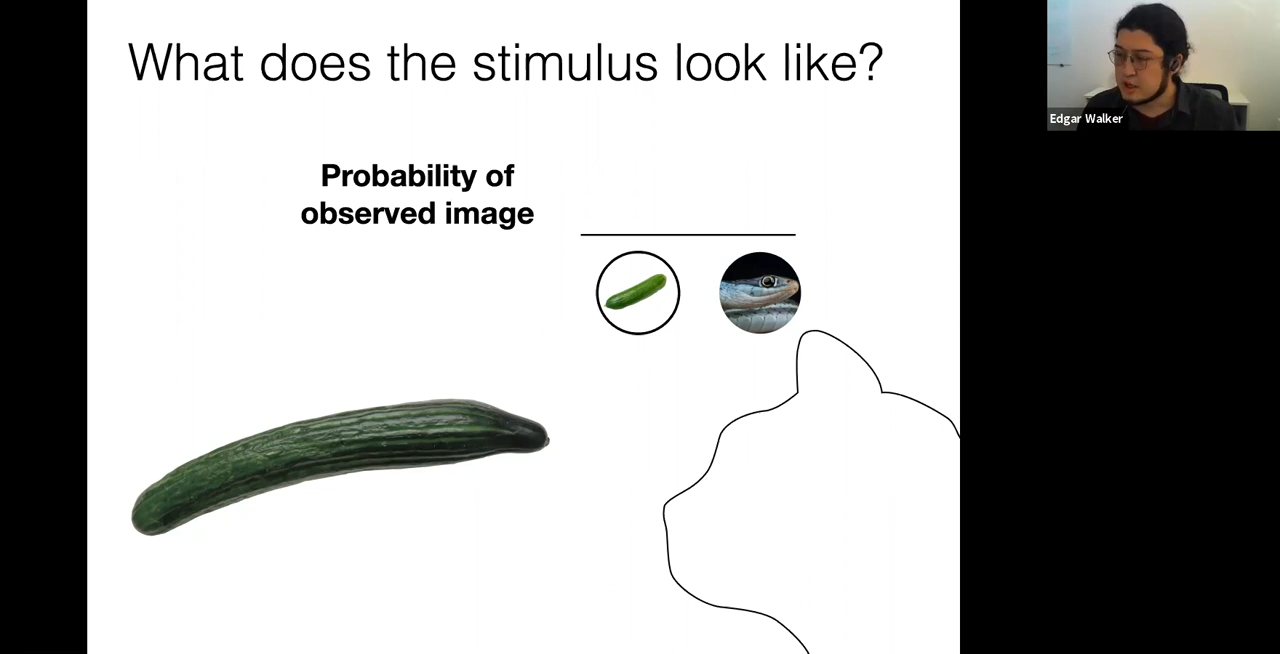 What does the stimulus look like?
Probability of
observed image
Edgar Walker